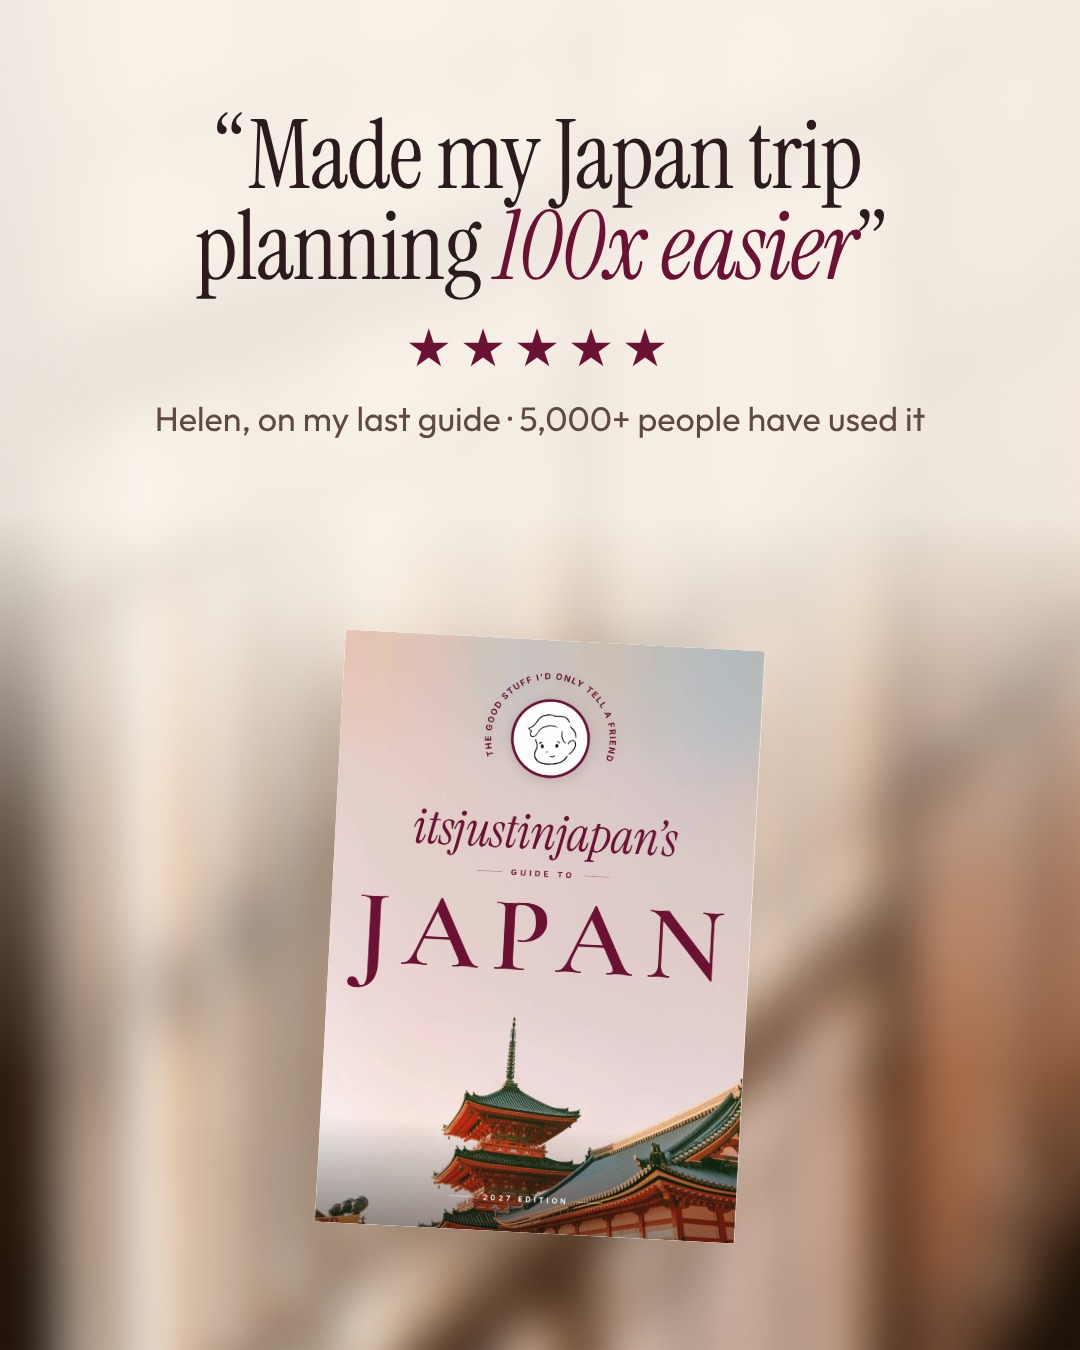 “Made my Japan trip
planning 100x easier”
★★★★★
Helen, on my last guide · 5,000+ people have used it
THE GOOD STUFF I'D ONLY TELL A FRIEND
itsjustinjapan’s
GUIDE TO
JAPAN
2027 EDITION